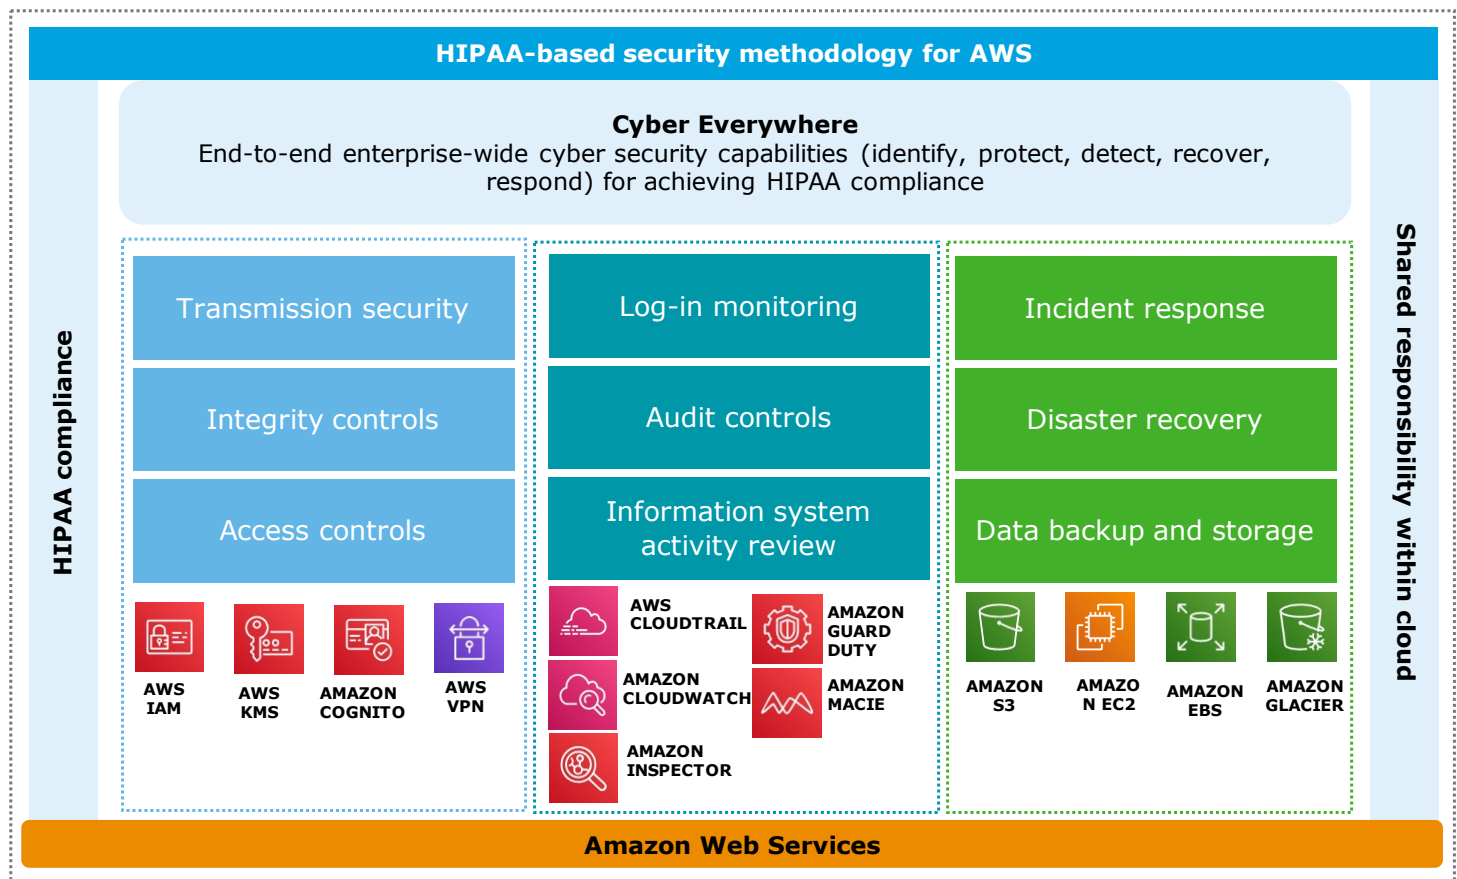 HIPAA-based security methodology for AWS
Cyber Everywhere
End-to-end enterprise-wide cyber security capabilities (identify, protect, detect, recover,
respond) for achieving HIPAA compliance
HIPAA compliance
Transmission security
Integrity controls
Access controls
AWS
IAM
AWS
KMS
AMAZON
COGNITO
AWS
VPN
Log-in monitoring
Audit controls
Information system
activity review
AWS
CLOUDTRAIL
AMAZON
GUARD
DUTY
AMAZON
CLOUDWATCH
AMAZON
MACIE
AMAZON
INSPECTOR
Incident response
Disaster recovery
Data backup and storage
AMAZON
S3
AMAZO
N EC2
AMAZON
EBS
AMAZON
GLACIER
Shared responsibility within cloud
Amazon Web Services